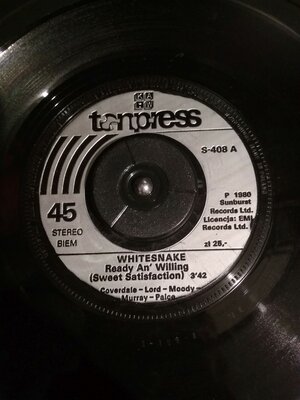 KAW
tonpress
S-408 A
45
STEREO
BIEM
P 1980
Sunburst
Records Ltd.
Licencja: EMI
Records Ltd.
zł 25,-
WHITESNAKE
Ready An' Willing
(Sweet Satisfaction) 3'42
Coverdale – Lord – Moody –
Murray – Paice